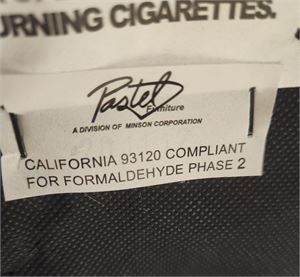 URNING CIGARETTES.
Pastel
Furniture
A DIVISION OF MINSON CORPORATION
CALIFORNIA 93120 COMPLIANT
FOR FORMALDEHYDE PHASE 2